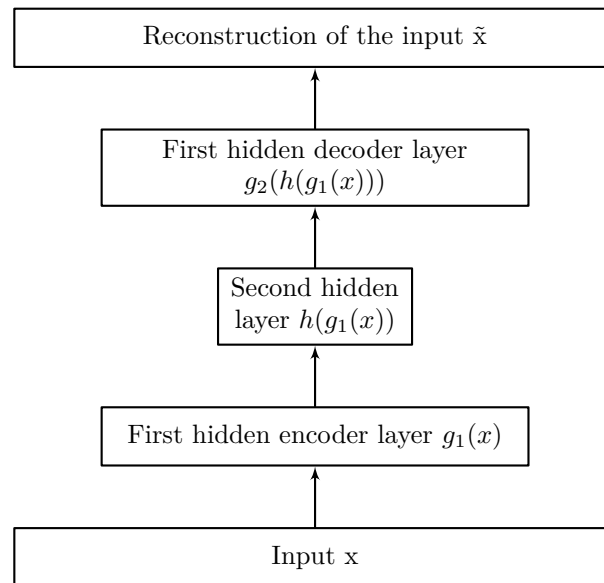 Reconstruction of the input x̃
First hidden decoder layer
g₂(h(g₁(x)))
Second hidden
layer h(g₁(x))
First hidden encoder layer g₁(x)
Input x